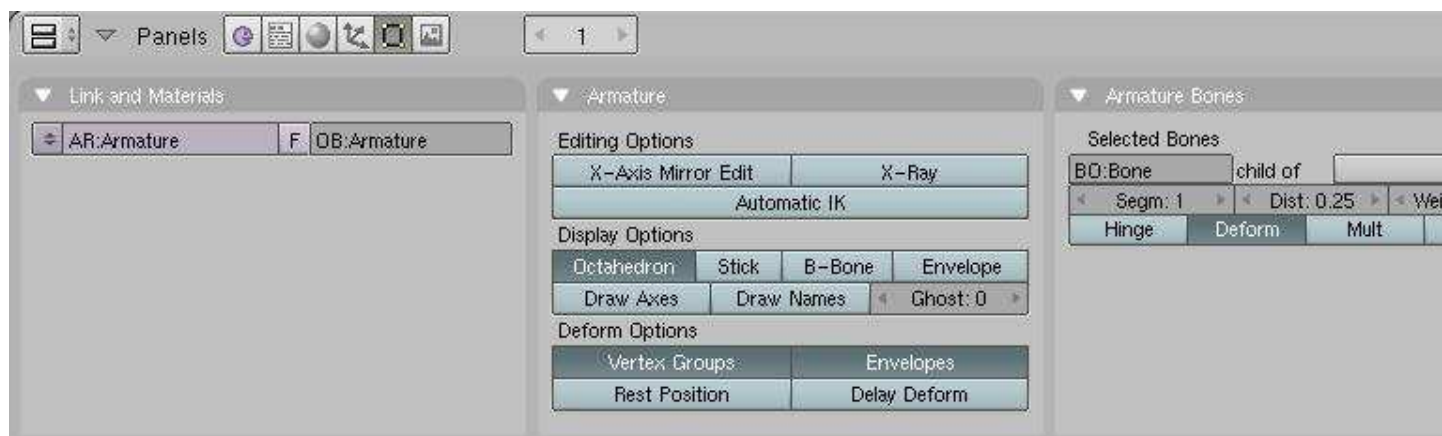 Panels 1
Link and Materials
AR:Armature F OB:Armature
Armature
Editing Options
X-Axis Mirror Edit X-Ray
Automatic IK
Display Options
Octahedron Stick B-Bone Envelope
Draw Axes Draw Names Ghost: 0
Deform Options
Vertex Groups Envelopes
Rest Position Delay Deform
Armature Bones
Selected Bones
BO:Bone child of
Segm: 1 Dist: 0.25 Wei
Hinge Deform Mult